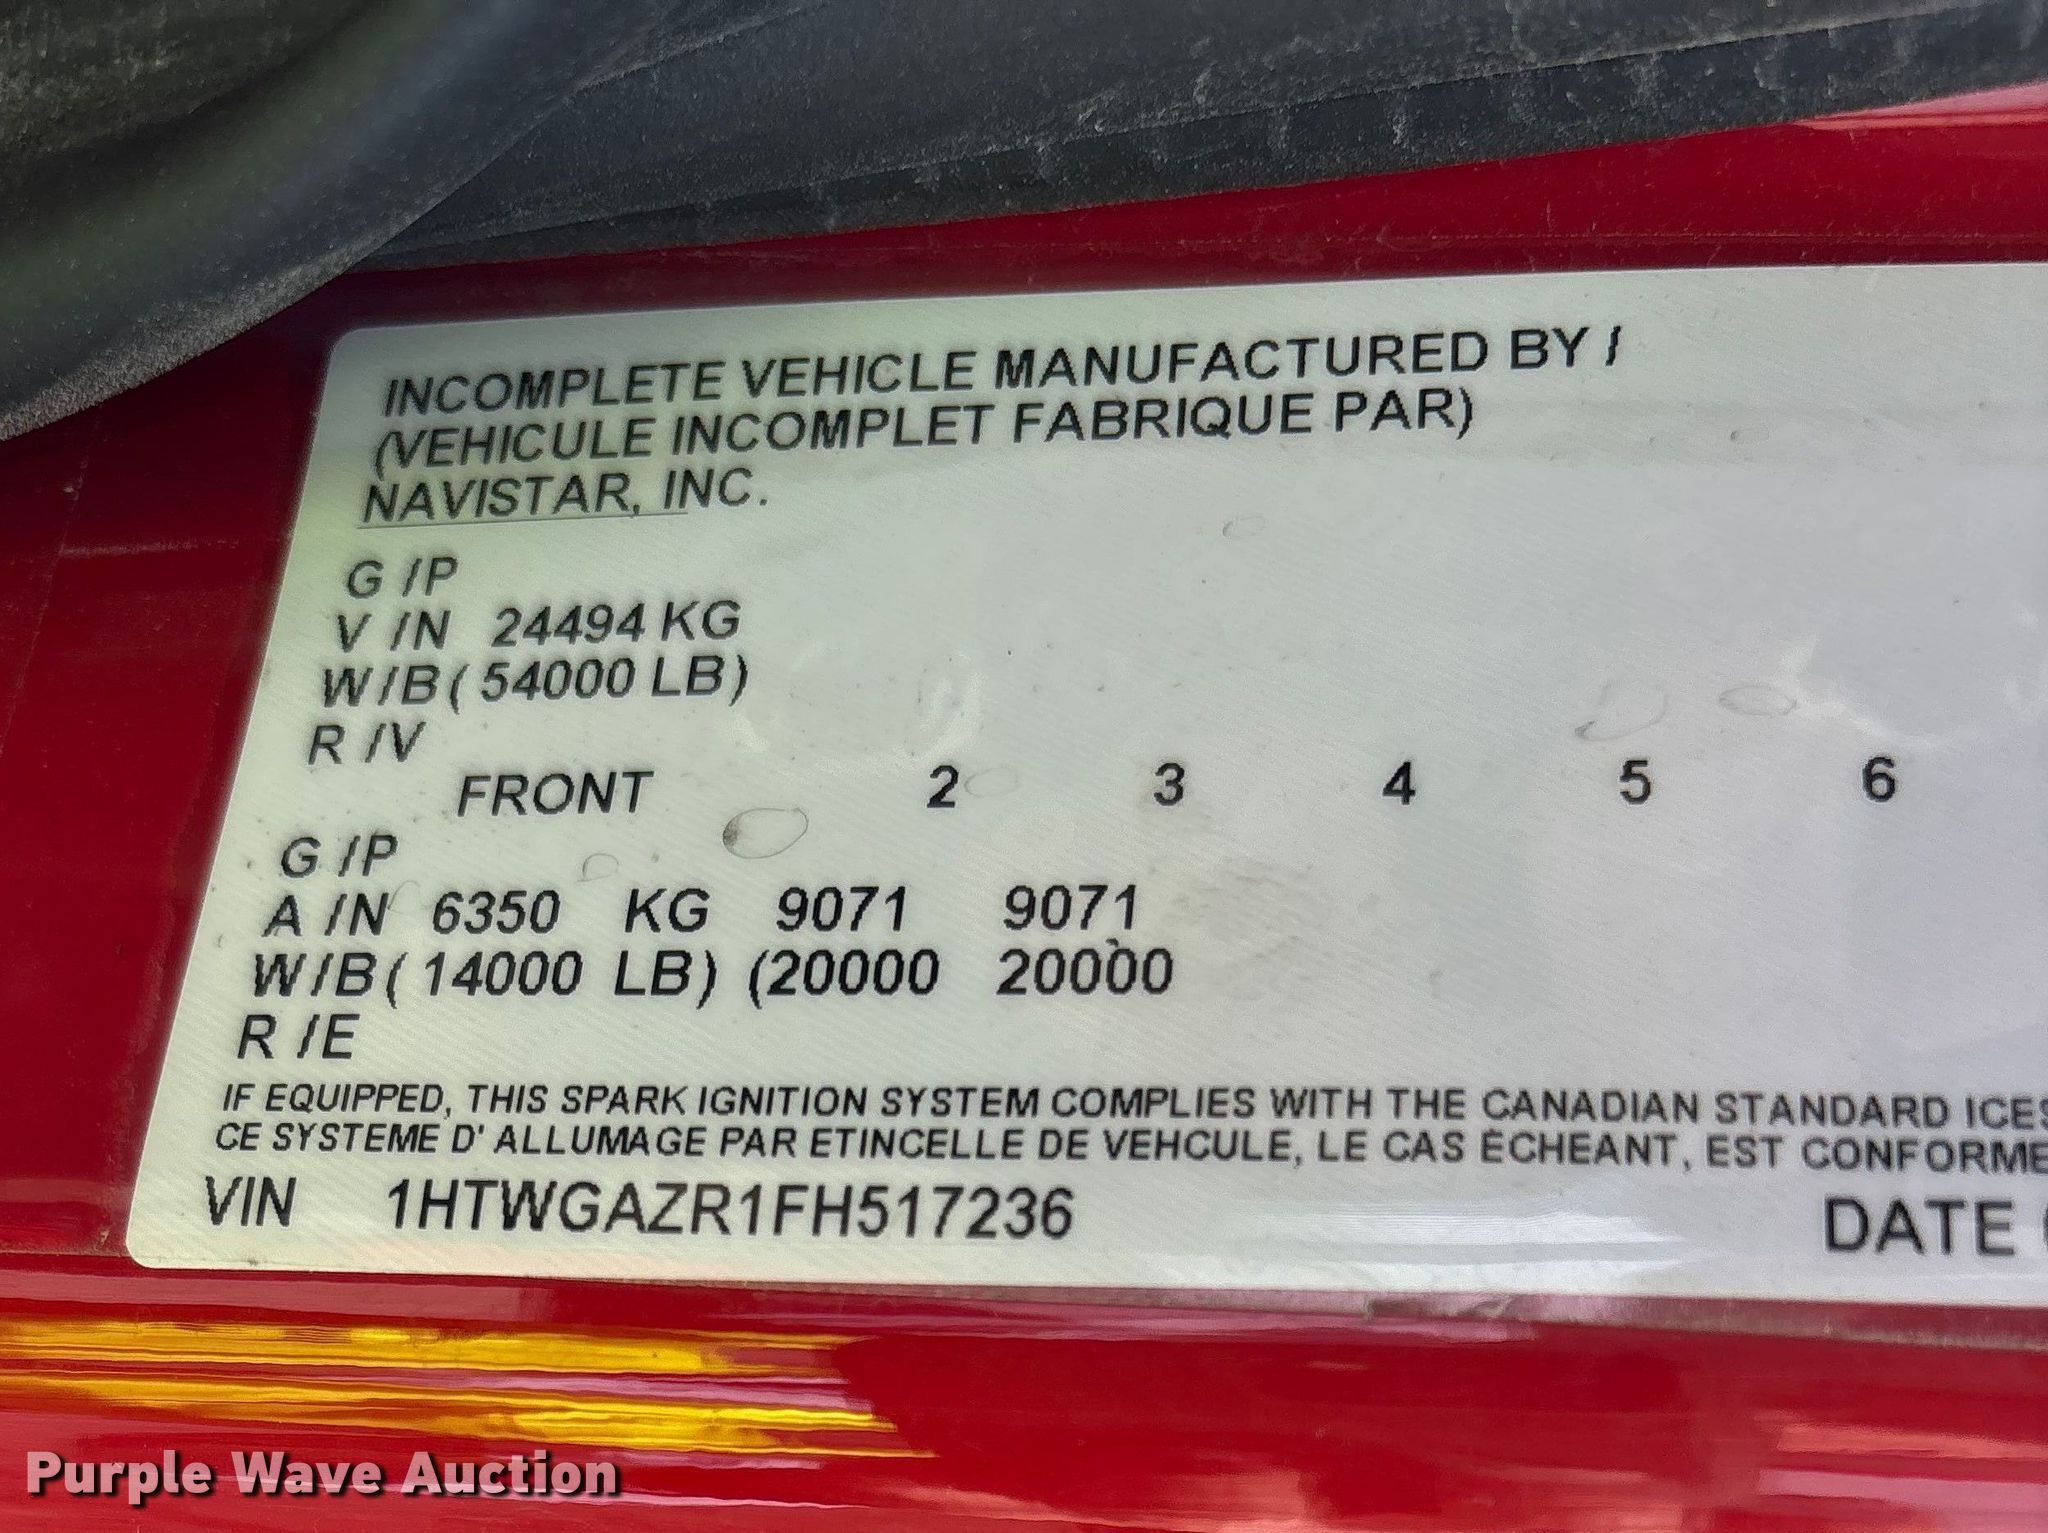 INCOMPLETE VEHICLE MANUFACTURED BY /
(VEHICULE INCOMPLET FABRIQUE PAR)
NAVISTAR, INC.
G /P
V /N 24494 KG
W/B ( 54000 LB)
R /V
FRONT 2 3 4 5 6
G /P
A /N 6350 KG 9071 9071
W/B ( 14000 LB) (20000 20000
R /E
IF EQUIPPED, THIS SPARK IGNITION SYSTEM COMPLIES WITH THE CANADIAN STANDARD ICES
CE SYSTEME D' ALLUMAGE PAR ETINCELLE DE VEHCULE, LE CAS ECHEANT, EST CONFORME
VIN 1HTWGAZR1FH517236 DATE
Purple Wave Auction